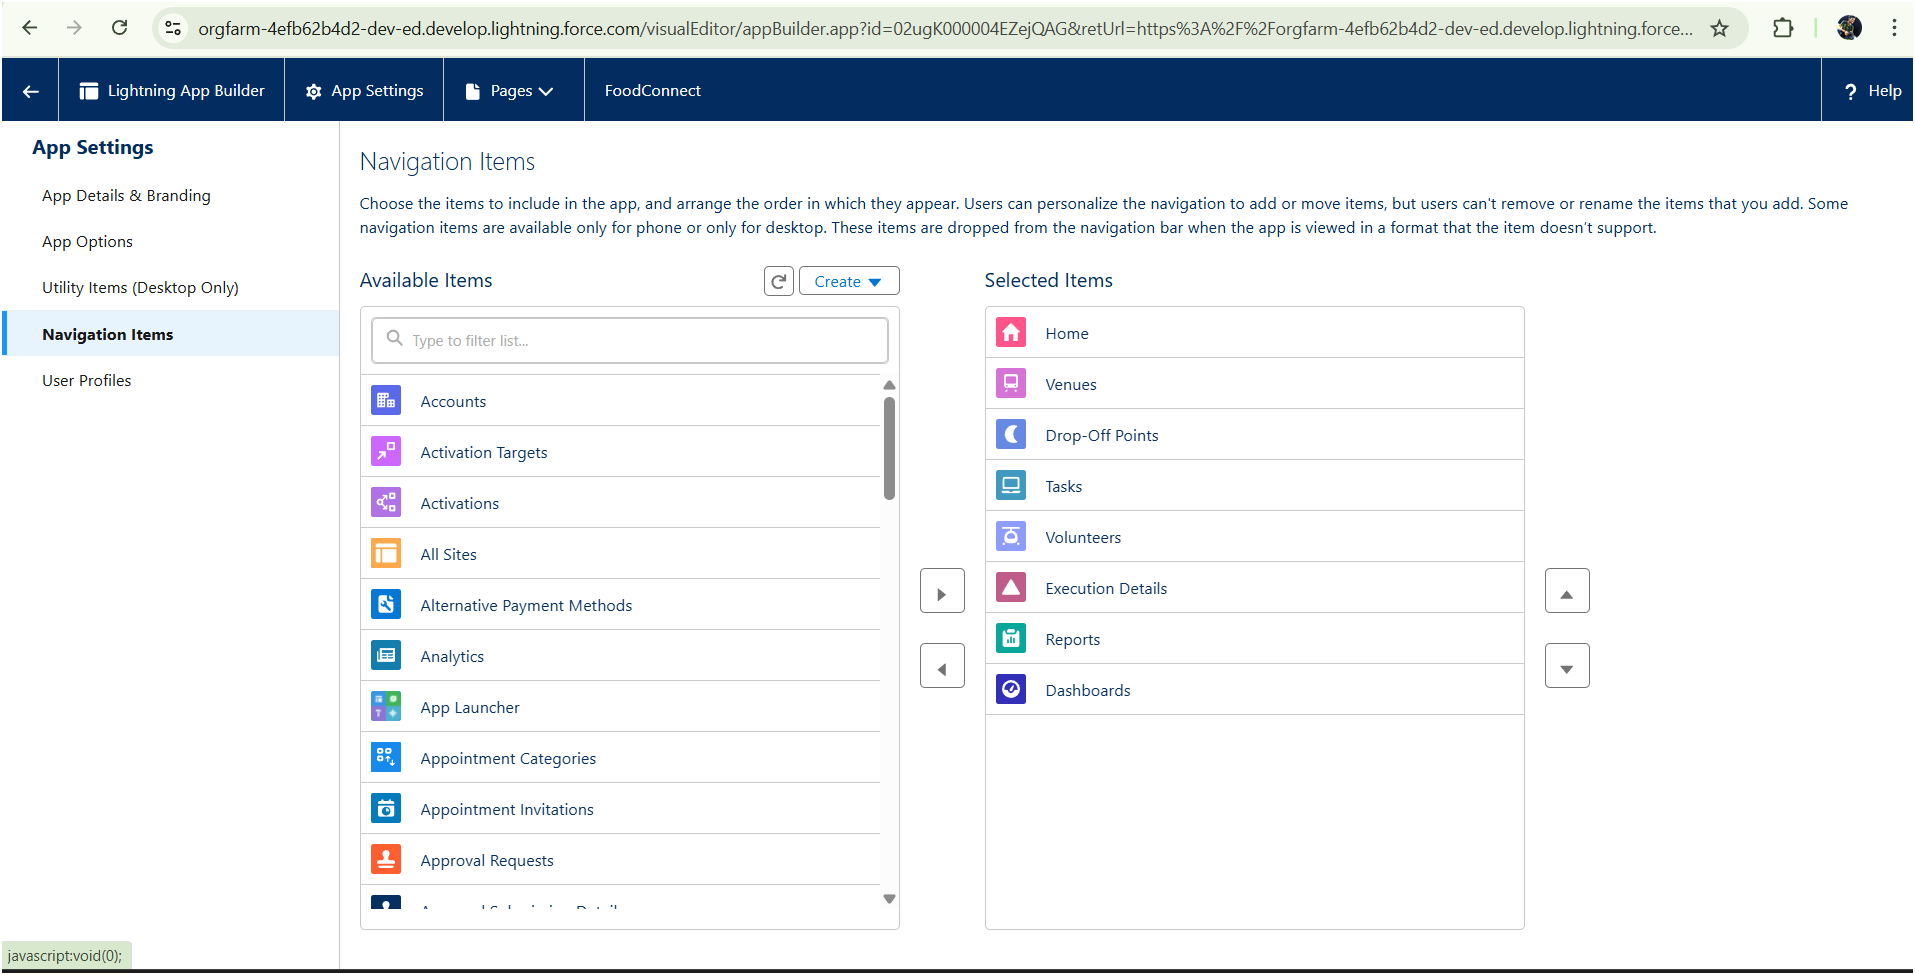 orgfarm-4efb62b4d2-dev-ed.develop.lightning.force.com/visualEditor/appBuilder.app?id=02ugK000004EZejQAG&retUrl=https%3A%2F%2Forgfarm-4efb62b4d2-dev-ed.develop.lightning.force...
Lightning App Builder
App Settings
Pages
FoodConnect
? Help
App Settings
App Details & Branding
App Options
Utility Items (Desktop Only)
Navigation Items
User Profiles
Navigation Items
Choose the items to include in the app, and arrange the order in which they appear. Users can personalize the navigation to add or move items, but users can't remove or rename the items that you add. Some
navigation items are available only for phone or only for desktop. These items are dropped from the navigation bar when the app is viewed in a format that the item doesn't support.
Available Items
Create
Type to filter list...
Accounts
Activation Targets
Activations
All Sites
Alternative Payment Methods
Analytics
App Launcher
Appointment Categories
Appointment Invitations
Approval Requests
Selected Items
Home
Venues
Drop-Off Points
Tasks
Volunteers
Execution Details
Reports
Dashboards
javascript:void(0);